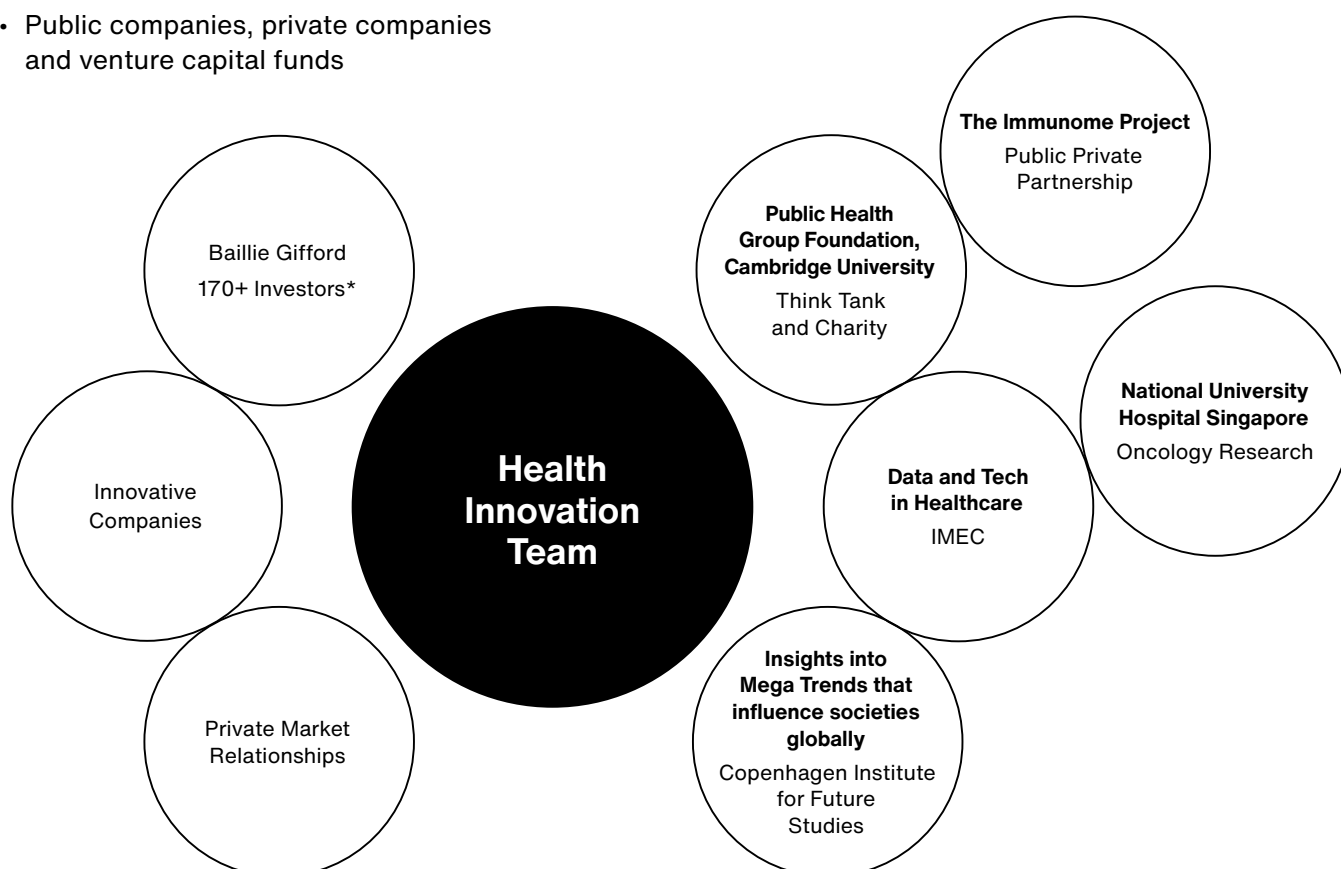 • Public companies, private companies
and venture capital funds
Baillie Gifford
170+ Investors*
Innovative
Companies
Private Market
Relationships
Health
Innovation
Team
Public Health
Group Foundation,
Cambridge University
Think Tank
and Charity
The Immunome Project
Public Private
Partnership
National University
Hospital Singapore
Oncology Research
Data and Tech
in Healthcare
IMEC
Insights into
Mega Trends that
influence societies
globally
Copenhagen Institute
for Future
Studies